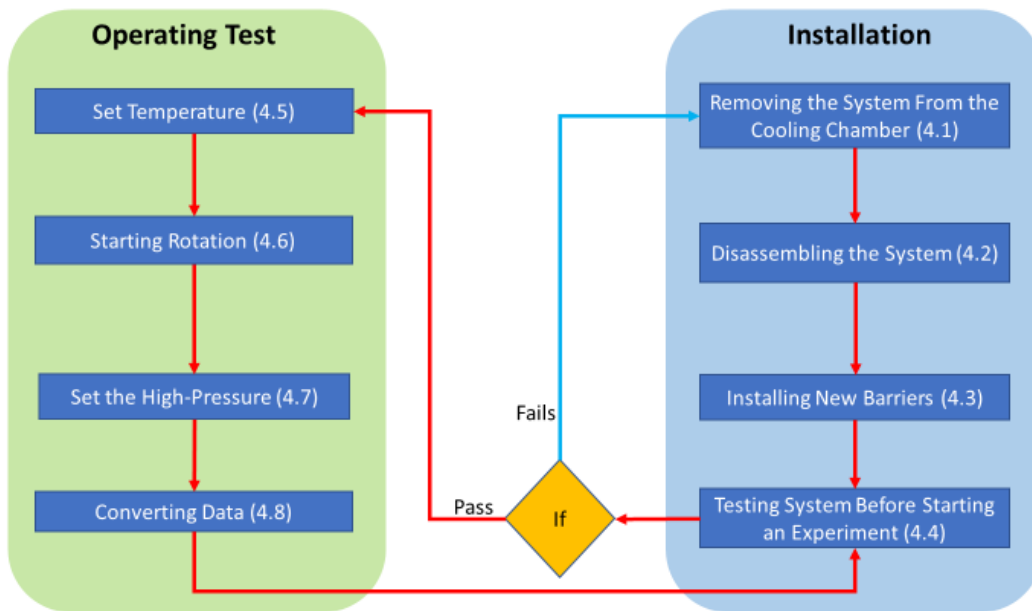 Operating Test
Set Temperature (4.5)
Starting Rotation (4.6)
Set the High-Pressure (4.7)
Converting Data (4.8)
Pass
Fails
If
Installation
Removing the System From the
Cooling Chamber (4.1)
Disassembling the System (4.2)
Installing New Barriers (4.3)
Testing System Before Starting
an Experiment (4.4)